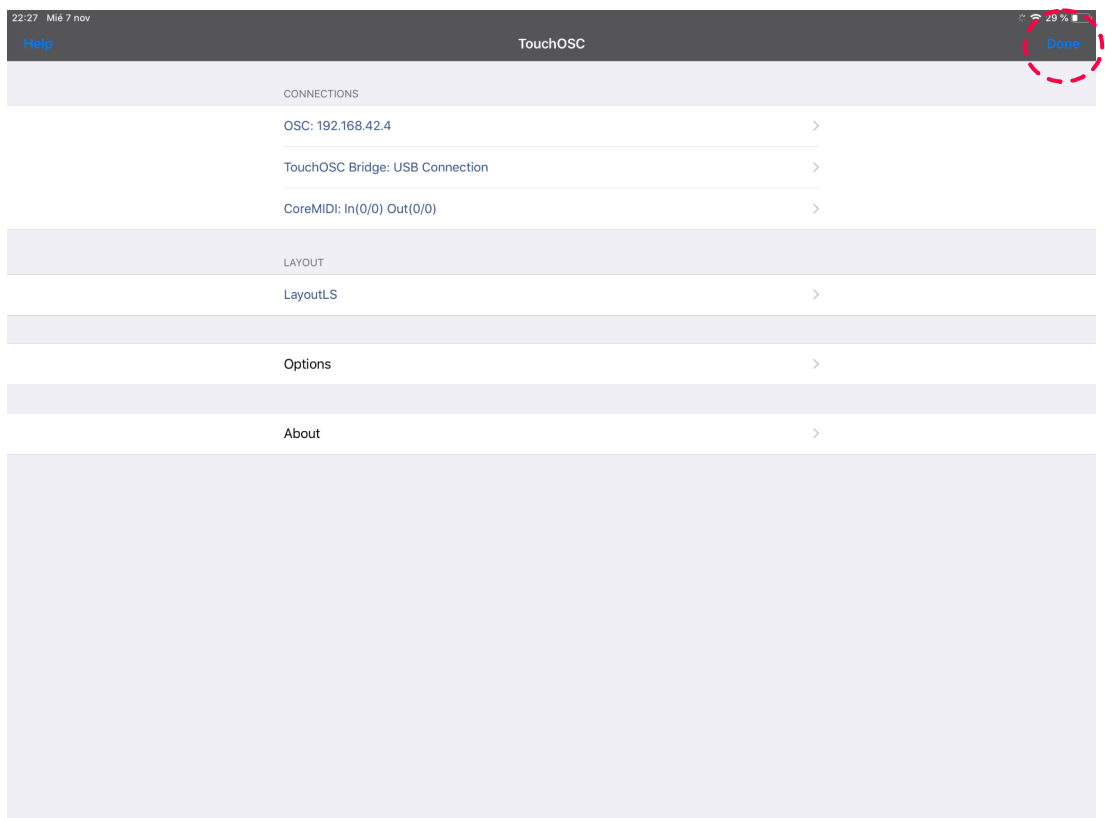 22:27 Mié 7 nov 29 %
Help TouchOSC Done
CONNECTIONS
OSC: 192.168.42.4
TouchOSC Bridge: USB Connection
CoreMIDI: In(0/0) Out(0/0)
LAYOUT
LayoutLS
Options
About